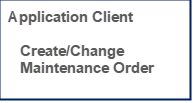 Application Client
Create/Change
Maintenance Order